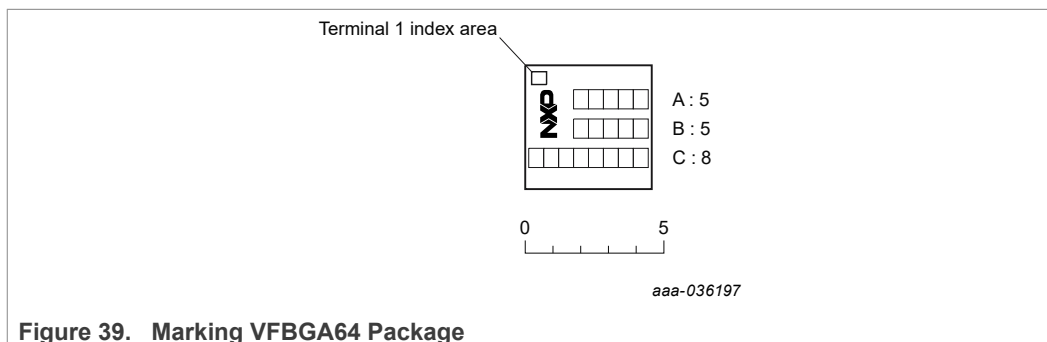 Terminal 1 index area
NXP
A : 5
B : 5
C : 8
0 5
aaa-036197
Figure 39. Marking VFBGA64 Package